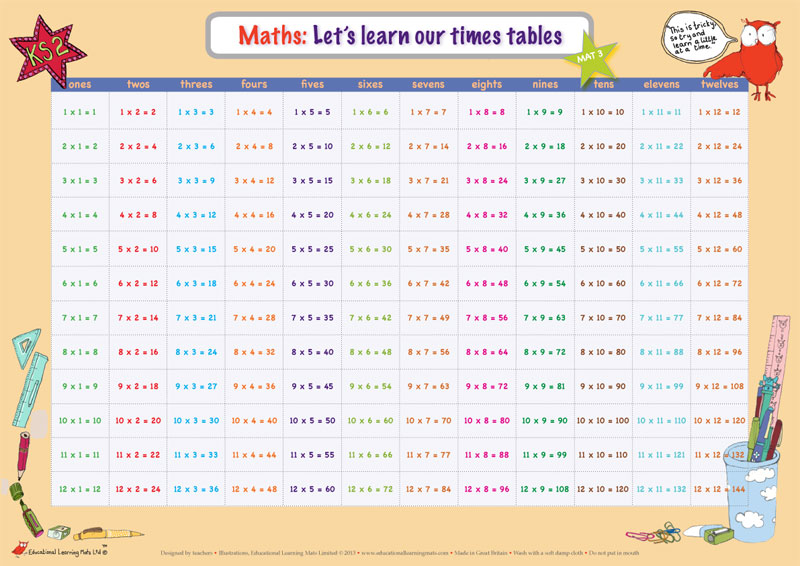 KS2
Maths: Let's learn our times tables
MAT 3
"This is tricky,
so try and
learn a little
at a time."
ones twos threes fours fives sixes sevens eights nines tens elevens twelves
1 x 1 = 1 1 x 2 = 2 1 x 3 = 3 1 x 4 = 4 1 x 5 = 5 1 x 6 = 6 1 x 7 = 7 1 x 8 = 8 1 x 9 = 9 1 x 10 = 10 1 x 11 = 11 1 x 12 = 12
2 x 1 = 2 2 x 2 = 4 2 x 3 = 6 2 x 4 = 8 2 x 5 = 10 2 x 6 = 12 2 x 7 = 14 2 x 8 = 16 2 x 9 = 18 2 x 10 = 20 2 x 11 = 22 2 x 12 = 24
3 x 1 = 3 3 x 2 = 6 3 x 3 = 9 3 x 4 = 12 3 x 5 = 15 3 x 6 = 18 3 x 7 = 21 3 x 8 = 24 3 x 9 = 27 3 x 10 = 30 3 x 11 = 33 3 x 12 = 36
4 x 1 = 4 4 x 2 = 8 4 x 3 = 12 4 x 4 = 16 4 x 5 = 20 4 x 6 = 24 4 x 7 = 28 4 x 8 = 32 4 x 9 = 36 4 x 10 = 40 4 x 11 = 44 4 x 12 = 48
5 x 1 = 5 5 x 2 = 10 5 x 3 = 15 5 x 4 = 20 5 x 5 = 25 5 x 6 = 30 5 x 7 = 35 5 x 8 = 40 5 x 9 = 45 5 x 10 = 50 5 x 11 = 55 5 x 12 = 60
6 x 1 = 6 6 x 2 = 12 6 x 3 = 18 6 x 4 = 24 6 x 5 = 30 6 x 6 = 36 6 x 7 = 42 6 x 8 = 48 6 x 9 = 54 6 x 10 = 60 6 x 11 = 66 6 x 12 = 72
7 x 1 = 7 7 x 2 = 14 7 x 3 = 21 7 x 4 = 28 7 x 5 = 35 7 x 6 = 42 7 x 7 = 49 7 x 8 = 56 7 x 9 = 63 7 x 10 = 70 7 x 11 = 77 7 x 12 = 84
8 x 1 = 8 8 x 2 = 16 8 x 3 = 24 8 x 4 = 32 8 x 5 = 40 8 x 6 = 48 8 x 7 = 56 8 x 8 = 64 8 x 9 = 72 8 x 10 = 80 8 x 11 = 88 8 x 12 = 96
9 x 1 = 9 9 x 2 = 18 9 x 3 = 27 9 x 4 = 36 9 x 5 = 45 9 x 6 = 54 9 x 7 = 63 9 x 8 = 72 9 x 9 = 81 9 x 10 = 90 9 x 11 = 99 9 x 12 = 108
10 x 1 = 10 10 x 2 = 20 10 x 3 = 30 10 x 4 = 40 10 x 5 = 50 10 x 6 = 60 10 x 7 = 70 10 x 8 = 80 10 x 9 = 90 10 x 10 = 100 10 x 11 = 110 10 x 12 = 120
11 x 1 = 11 11 x 2 = 22 11 x 3 = 33 11 x 4 = 44 11 x 5 = 55 11 x 6 = 66 11 x 7 = 77 11 x 8 = 88 11 x 9 = 99 11 x 10 = 110 11 x 11 = 121 11 x 12 = 132
12 x 1 = 12 12 x 2 = 24 12 x 3 = 36 12 x 4 = 48 12 x 5 = 60 12 x 6 = 72 12 x 7 = 84 12 x 8 = 96 12 x 9 = 108 12 x 10 = 120 12 x 11 = 132 12 x 12 = 144
Educational Learning Mats Ltd ©
Designed by teachers • Illustrations, Educational Learning Mats Limited © 2013 • www.educationallearningmats.com • Made in Great Britain • Wash with a soft damp cloth • Do not put in mouth